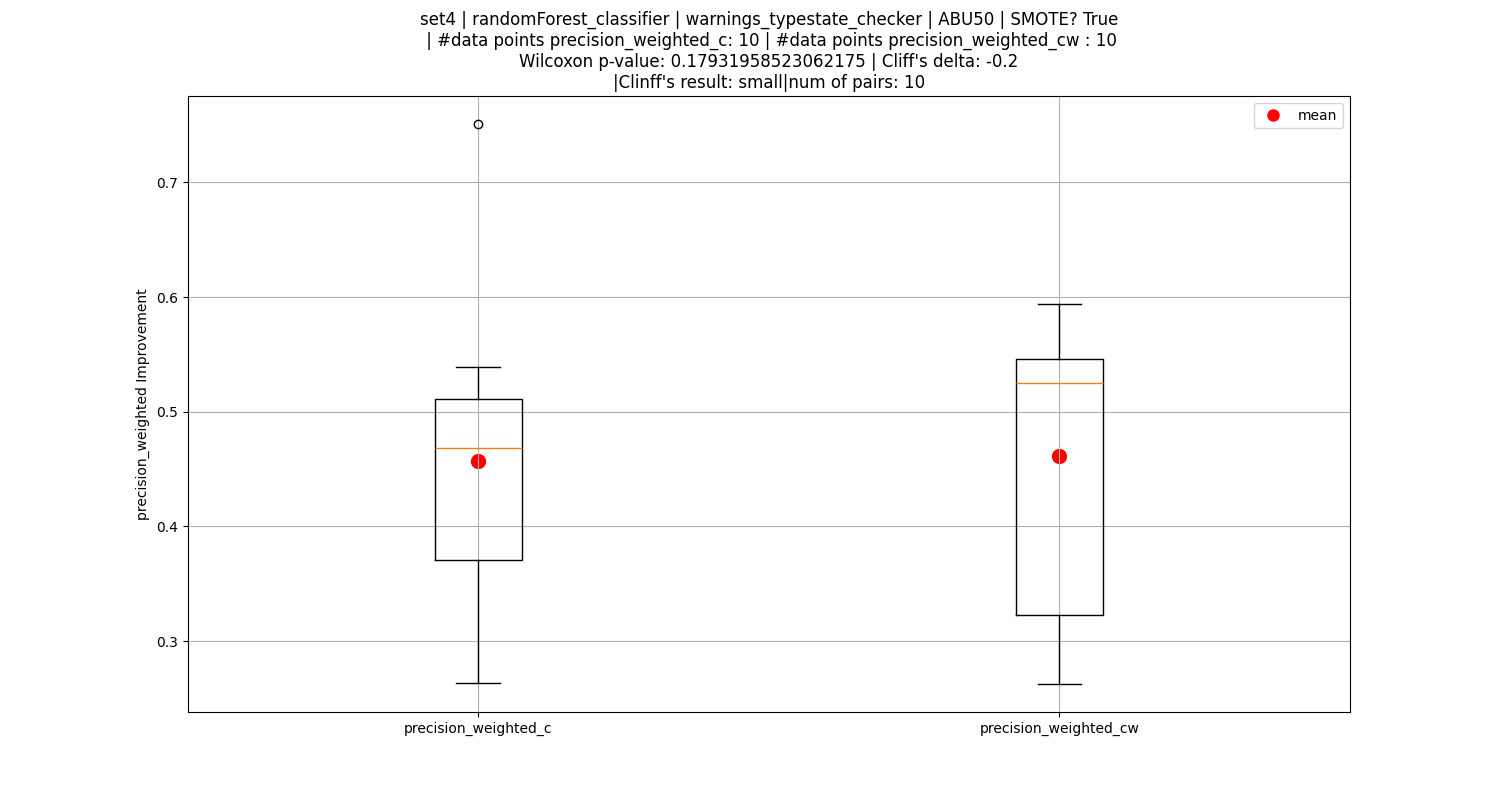 set4 | randomForest_classifier | warnings_typestate_checker | ABU50 | SMOTE? True
| #data points precision_weighted_c: 10 | #data points precision_weighted_cw : 10
Wilcoxon p-value: 0.17931958523062175 | Cliff's delta: -0.2
|Clinff's result: small|num of pairs: 10
mean
precision_weighted Improvement
0.7
0.6
0.5
0.4
0.3
precision_weighted_c
precision_weighted_cw